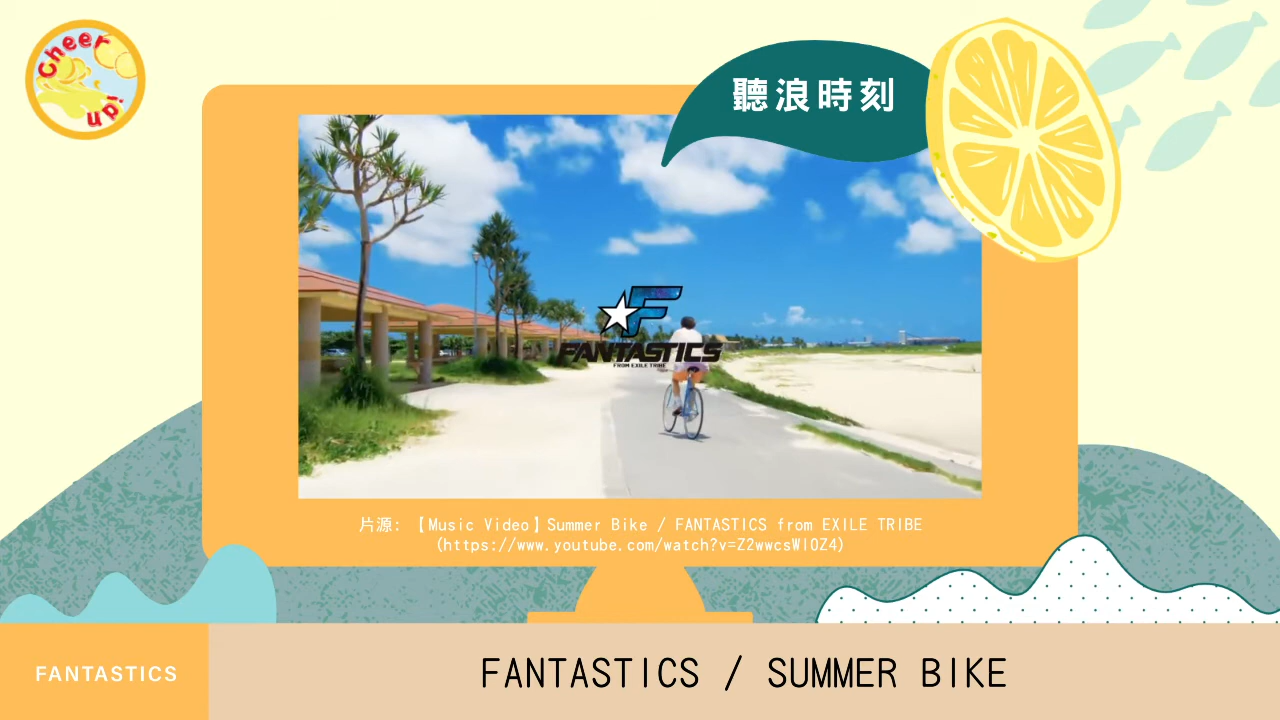 Cheer
up!
聽浪時刻
FANTASTICS
FROM EXILE TRIBE
片源: 【Music Video】Summer Bike / FANTASTICS from EXILE TRIBE
(https://www.youtube.com/watch?v=Z2wwcsWI0Z4)
FANTASTICS
FANTASTICS / SUMMER BIKE